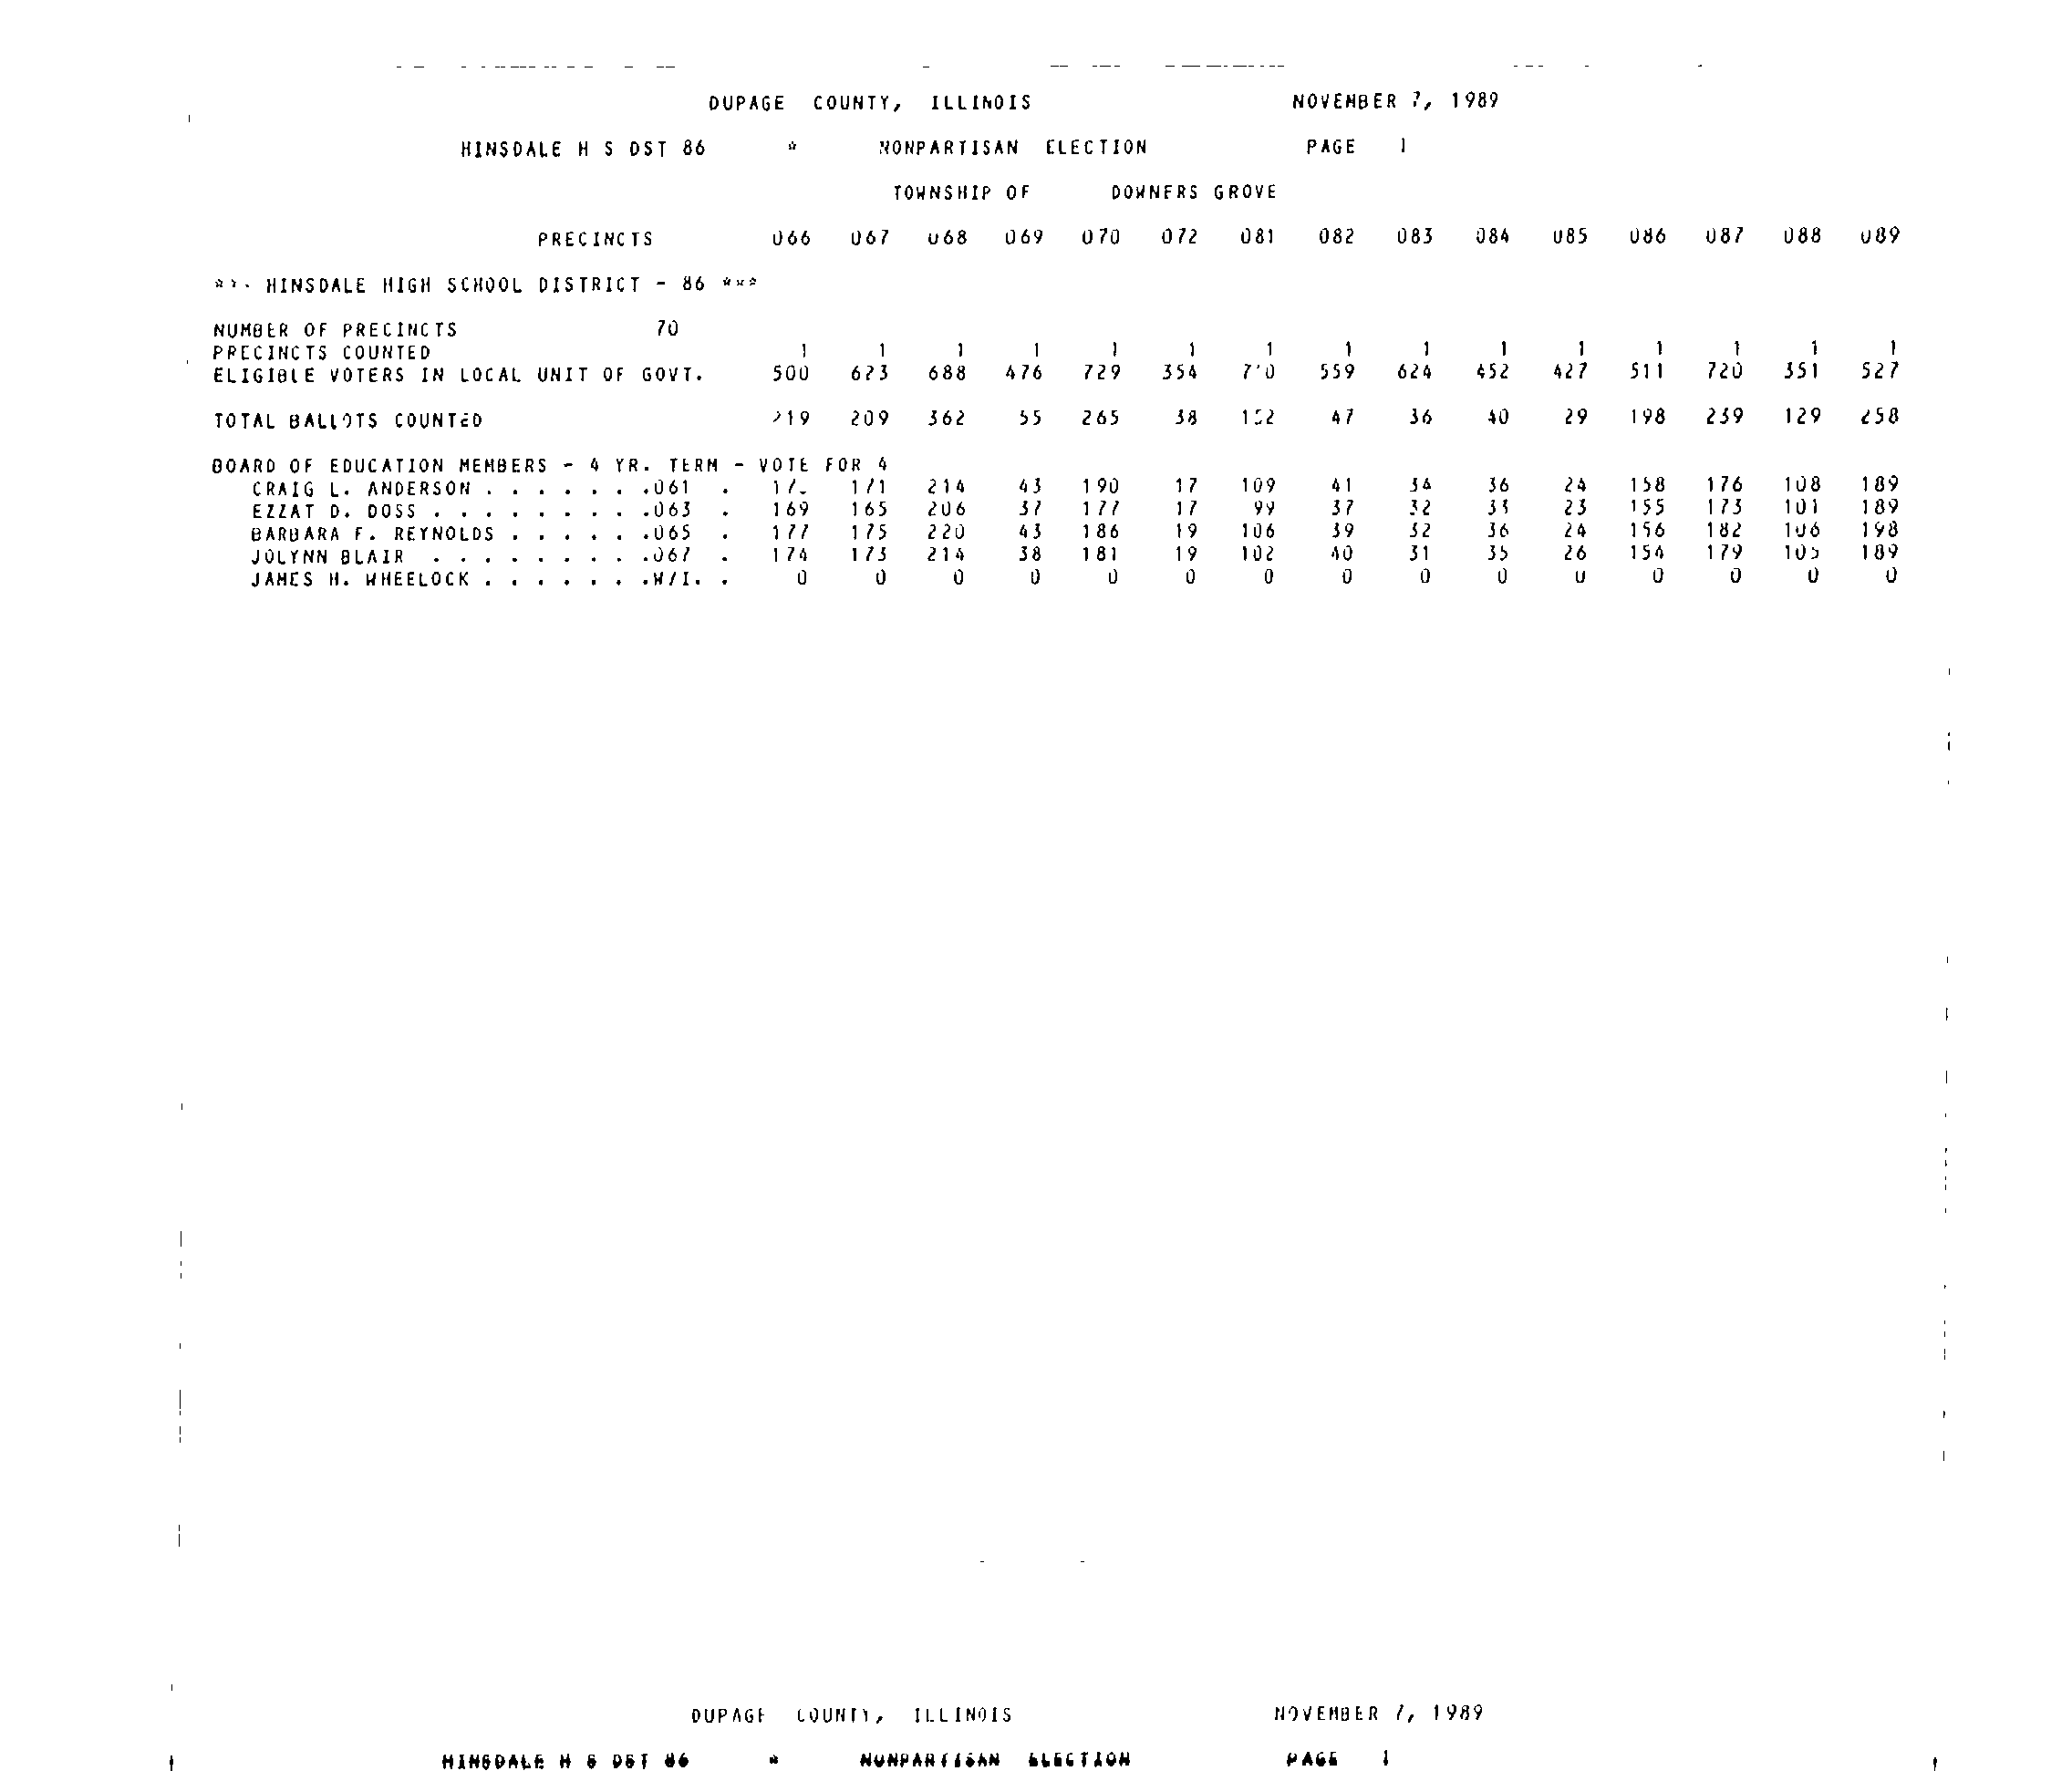 DUPAGE COUNTY, ILLINOIS NOVEMBER 7, 1989
HINSDALE H S DST 86 * NONPARTISAN ELECTION PAGE 1
TOWNSHIP OF DOWNERS GROVE
PRECINCTS 066 067 068 069 070 072 081 082 083 084 085 086 087 088 089
*** HINSDALE HIGH SCHOOL DISTRICT - 86 ***
NUMBER OF PRECINCTS 70
PRECINCTS COUNTED 1 1 1 1 1 1 1 1 1 1 1 1 1 1 1
ELIGIBLE VOTERS IN LOCAL UNIT OF GOVT. 500 623 688 476 729 354 559 624 452 427 511 720 351 527
TOTAL BALLOTS COUNTED 219 209 362 55 265 38 47 36 40 29 198 239 129 258
BOARD OF EDUCATION MEMBERS - 4 YR. TERM - VOTE FOR 4
CRAIG L. ANDERSON . . . . . . .061 . 171 214 43 190 17 109 41 34 36 24 158 176 108 189
EZZAT D. DOSS . . . . . . . . .063 . 169 165 206 37 177 17 99 37 32 23 155 173 101 189
BARBARA F. REYNOLDS . . . . . .065 . 177 175 220 43 186 19 106 39 32 36 24 156 182 106 198
JOLYNN BLAIR . . . . . . . . .067 . 174 173 214 38 181 19 102 40 31 35 26 154 179 105 189
JAMES H. WHEELOCK . . . . . . .W/I. . 0 0 0 0 0 0 0 0 0 0 0 0 0 0 0
DUPAGE COUNTY, ILLINOIS NOVEMBER 7, 1989
HINSDALE H S DST 86 * NONPARTISAN ELECTION PAGE 1